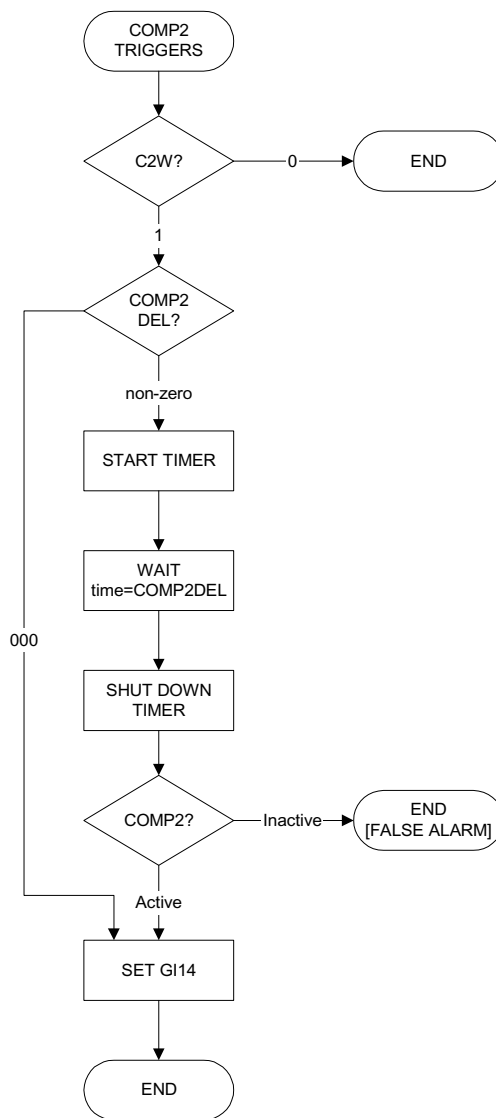 COMP2
TRIGGERS
C2W?
0
END
1
COMP2
DEL?
non-zero
START TIMER
WAIT
time=COMP2DEL
000
SHUT DOWN
TIMER
COMP2?
Inactive
END
[FALSE ALARM]
Active
SET GI14
END